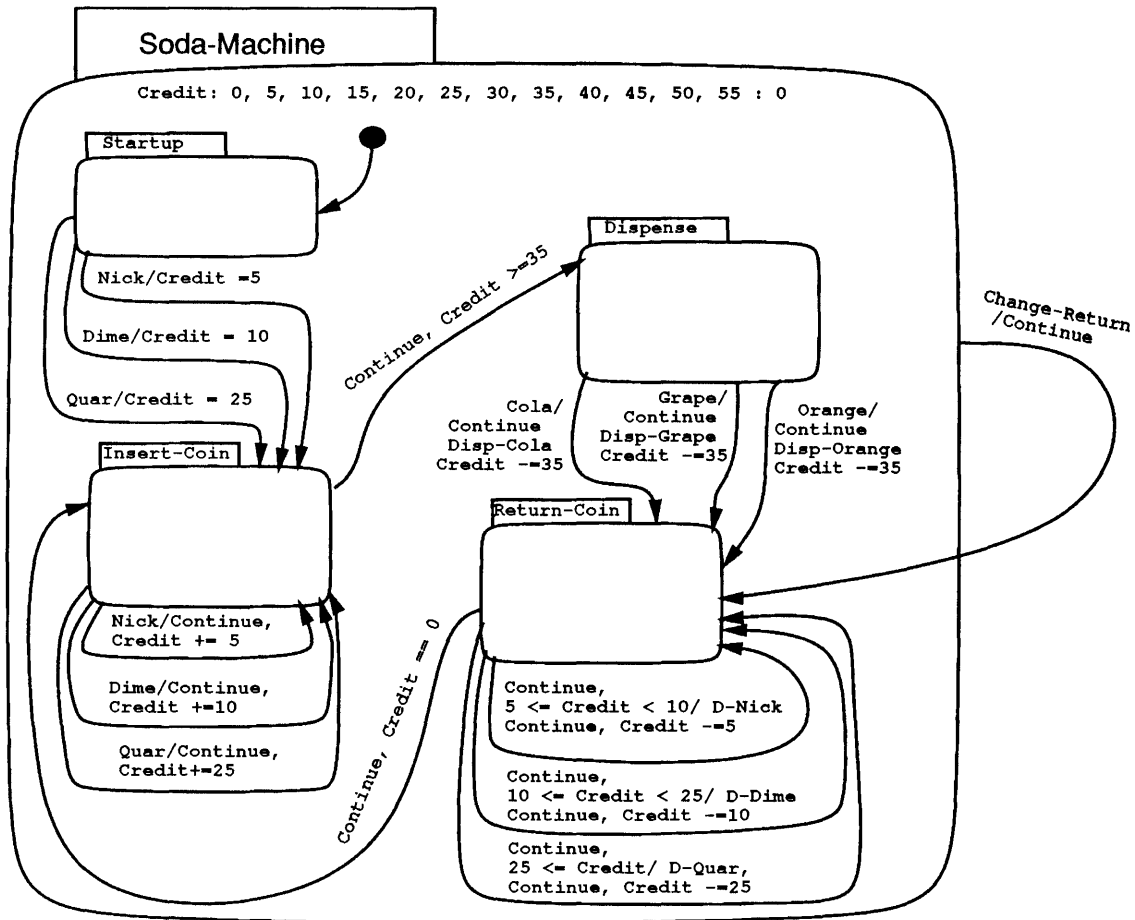 Soda-Machine
Credit: 0, 5, 10, 15, 20, 25, 30, 35, 40, 45, 50, 55 : 0
Startup
Nick/Credit =5
Dime/Credit = 10
Quar/Credit = 25
Insert-Coin
Nick/Continue,
Credit += 5
Dime/Continue,
Credit +=10
Quar/Continue,
Credit+=25
Continue, Credit >=35
Dispense
Cola/
Continue
Disp-Cola
Credit -=35
Grape/
Continue
Disp-Grape
Credit -=35
Orange/
Continue
Disp-Orange
Credit -=35
Change-Return
/Continue
Return-Coin
Continue, Credit == 0
Continue,
5 <= Credit < 10/ D-Nick
Continue, Credit -=5
Continue,
10 <= Credit < 25/ D-Dime
Continue, Credit -=10
Continue,
25 <= Credit/ D-Quar,
Continue, Credit -=25